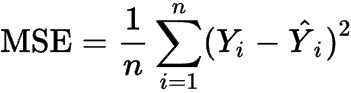 MSE = \frac{1}{n} \sum_{i=1}^{n} (Y_i - \hat{Y}_i)^2